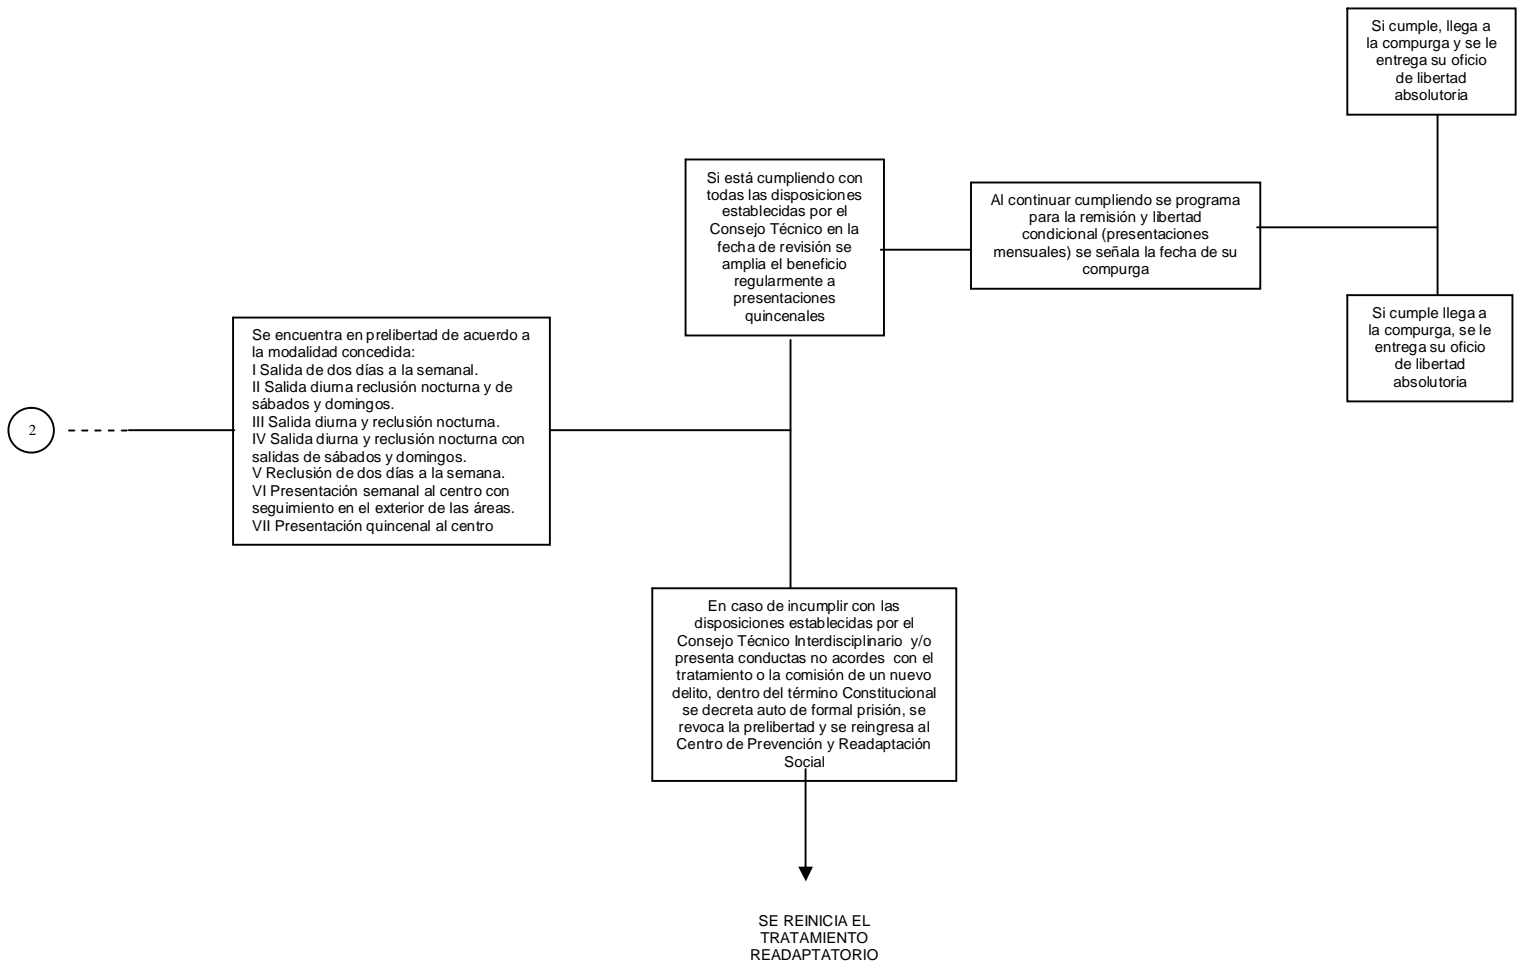 2
Se encuentra en prelibertad de acuerdo a
la modalidad concedida:
I Salida de dos días a la semanal.
II Salida diurna reclusión nocturna y de
sábados y domingos.
III Salida diurna y reclusión nocturna.
IV Salida diurna y reclusión nocturna con
salidas de sábados y domingos.
V Reclusión de dos días a la semana.
VI Presentación semanal al centro con
seguimiento en el exterior de las áreas.
VII Presentación quincenal al centro
Si está cumpliendo con
todas las disposiciones
establecidas por el
Consejo Técnico en la
fecha de revisión se
amplia el beneficio
regularmente a
presentaciones
quincenales
Al continuar cumpliendo se programa
para la remisión y libertad
condicional (presentaciones
mensuales) se señala la fecha de su
compurga
Si cumple, llega a
la compurga y se le
entrega su oficio
de libertad
absolutoria
Si cumple llega a
la compurga, se le
entrega su oficio
de libertad
absolutoria
En caso de incumplir con las
disposiciones establecidas por el
Consejo Técnico Interdisciplinario y/o
presenta conductas no acordes con el
tratamiento o la comisión de un nuevo
delito, dentro del término Constitucional
se decreta auto de formal prisión, se
revoca la prelibertad y se reingresa al
Centro de Prevención y Readaptación
Social
SE REINICIA EL
TRATAMIENTO
READAPTATORIO